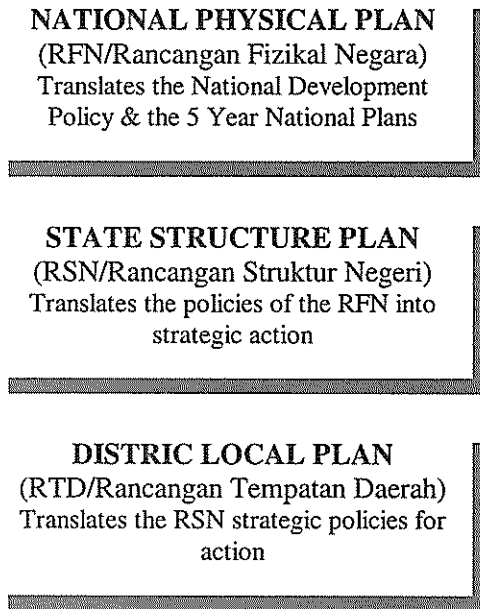 NATIONAL PHYSICAL PLAN
(RFN/Rancangan Fizikal Negara)
Translates the National Development
Policy & the 5 Year National Plans
STATE STRUCTURE PLAN
(RSN/Rancangan Struktur Negeri)
Translates the policies of the RFN into
strategic action
DISTRIC LOCAL PLAN
(RTD/Rancangan Tempatan Daerah)
Translates the RSN strategic policies for
action